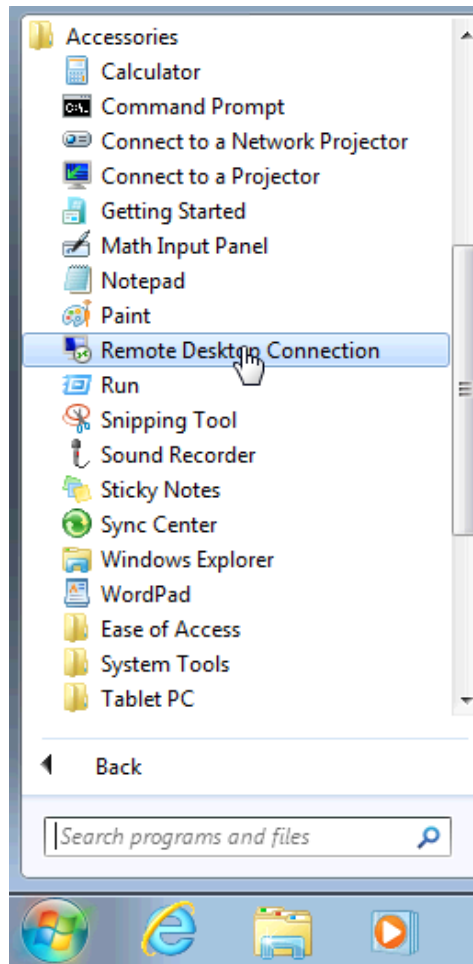 Accessories
Calculator
Command Prompt
Connect to a Network Projector
Connect to a Projector
Getting Started
Math Input Panel
Notepad
Paint
Remote Desktop Connection
Run
Snipping Tool
Sound Recorder
Sticky Notes
Sync Center
Windows Explorer
WordPad
Ease of Access
System Tools
Tablet PC
Back
Search programs and files